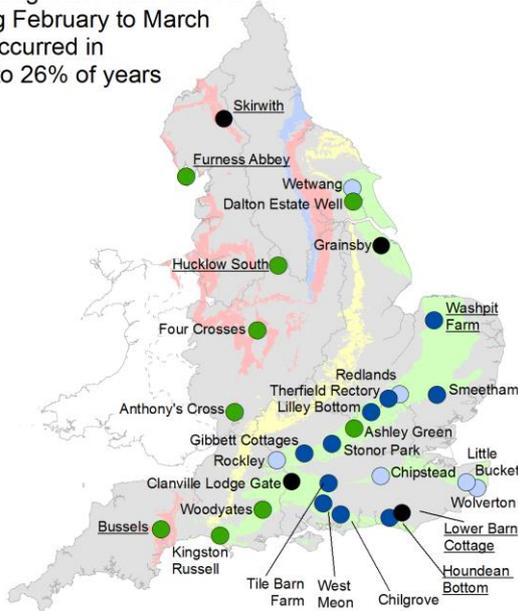 g February to March
ccurred in
to 26% of years
Skirwith
Furness Abbey
Wetwang
Dalton Estate Well
Grainsby
Hucklow South
Washpit
Farm
Four Crosses
Redlands
Therfield Rectory
Smeetham
Lilley Bottom
Anthony's Cross
Ashley Green
Gibbett Cottages
Stonor Park
Little
Bucket
Rockley
Chipstead
Clanville Lodge Gate
Wolverton
Woodyates
Bussels
Lower Barn
Cottage
Kingston
Russell
Houndean
Bottom
Tile Barn
Farm
West
Meon
Chilgrove